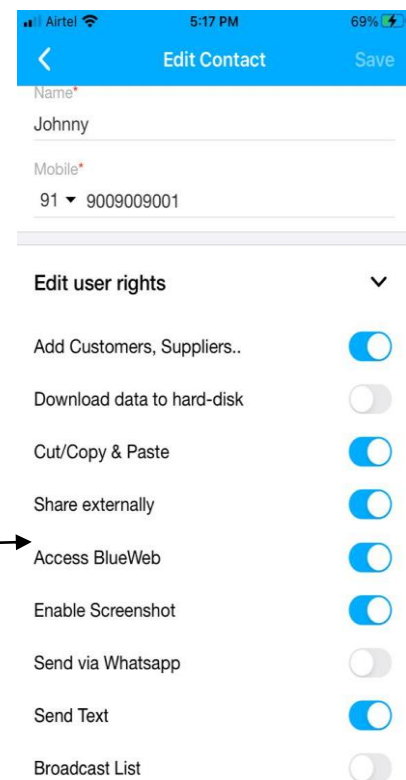 Airtel 5:17 PM 69%
Edit Contact Save
Name*
Johnny
Mobile*
91 9009009001
Edit user rights
Add Customers, Suppliers..
Download data to hard-disk
Cut/Copy & Paste
Share externally
Access BlueWeb
Enable Screenshot
Send via Whatsapp
Send Text
Broadcast List